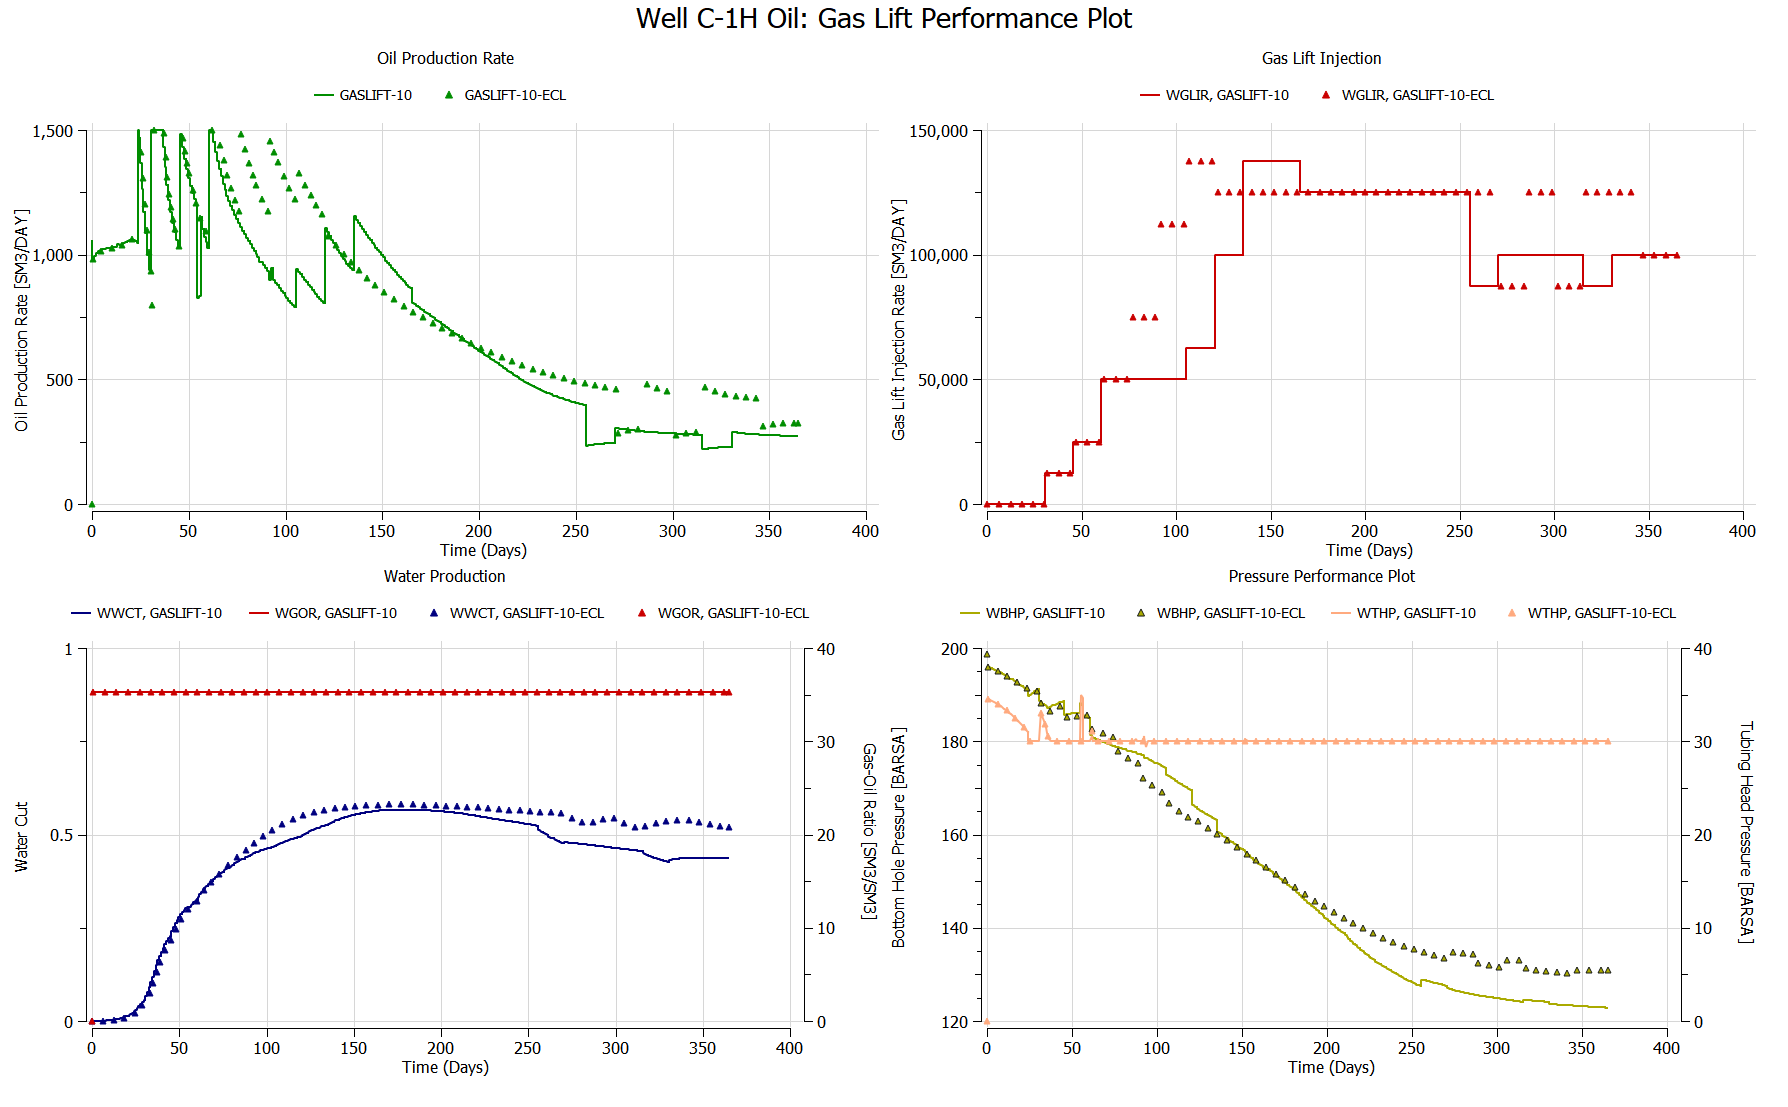 Well C-1H Oil: Gas Lift Performance Plot
Oil Production Rate
GASLIFT-10 GASLIFT-10-ECL
Oil Production Rate [SM3/DAY]
1,500
1,000
500
0
0 50 100 150 200 250 300 350 400
Time (Days)
Gas Lift Injection
WGLIR, GASLIFT-10 WGLIR, GASLIFT-10-ECL
Gas Lift Injection Rate [SM3/DAY]
150,000
100,000
50,000
0
0 50 100 150 200 250 300 350 400
Time (Days)
Water Production
WWCT, GASLIFT-10 WGOR, GASLIFT-10 WWCT, GASLIFT-10-ECL WGOR, GASLIFT-10-ECL
Water Cut
1
0.5
0
40
30
20
10
0
Gas-Oil Ratio [SM3/SM3]
0 50 100 150 200 250 300 350 400
Time (Days)
Pressure Performance Plot
WBHP, GASLIFT-10 WBHP, GASLIFT-10-ECL WTHP, GASLIFT-10 WTHP, GASLIFT-10-ECL
Bottom Hole Pressure [BARSA]
200
180
160
140
120
40
30
20
10
0
Tubing Head Pressure [BARSA]
0 50 100 150 200 250 300 350 400
Time (Days)